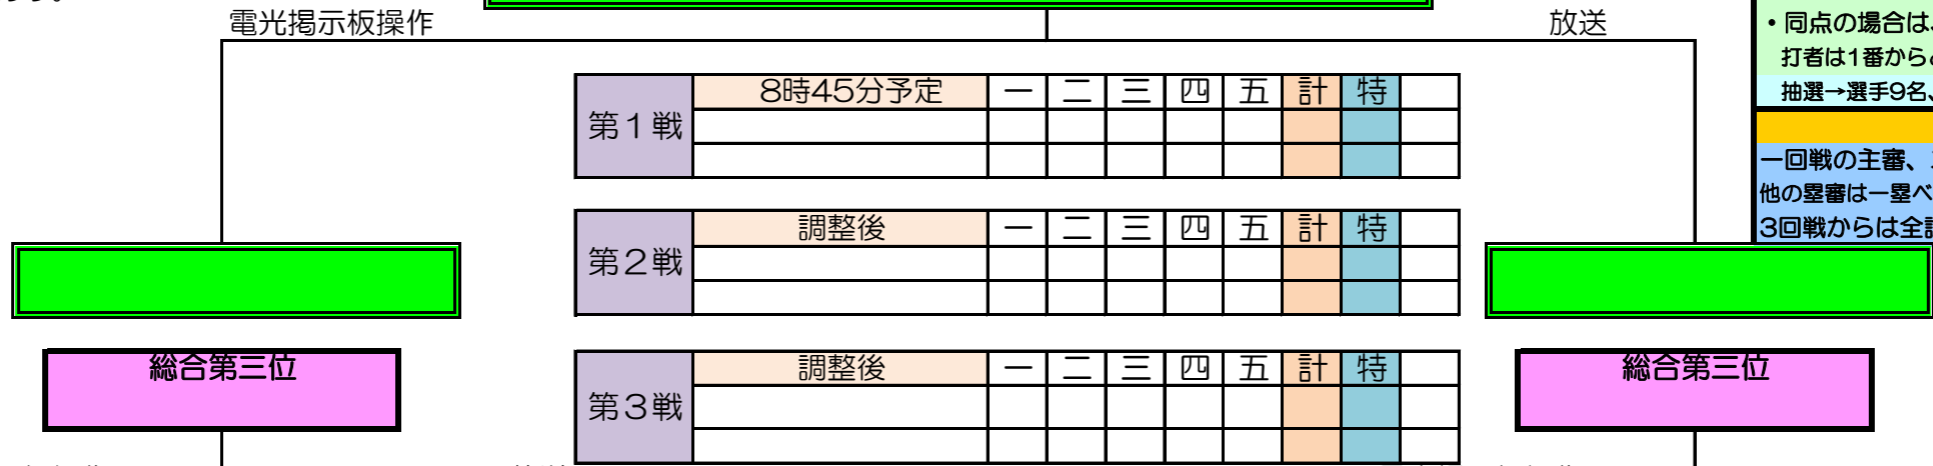 電光掲示板操作
放送
・同点の場合は、
打者は1番から
抽選→選手9名、
8時45分予定 一 二 三 四 五 計 特
第１戦
一回戦の主審、
他の塁審は一塁ベ
3回戦からは全
調整後 一 二 三 四 五 計 特
第２戦
総合第三位
調整後 一 二 三 四 五 計 特
第３戦
総合第三位